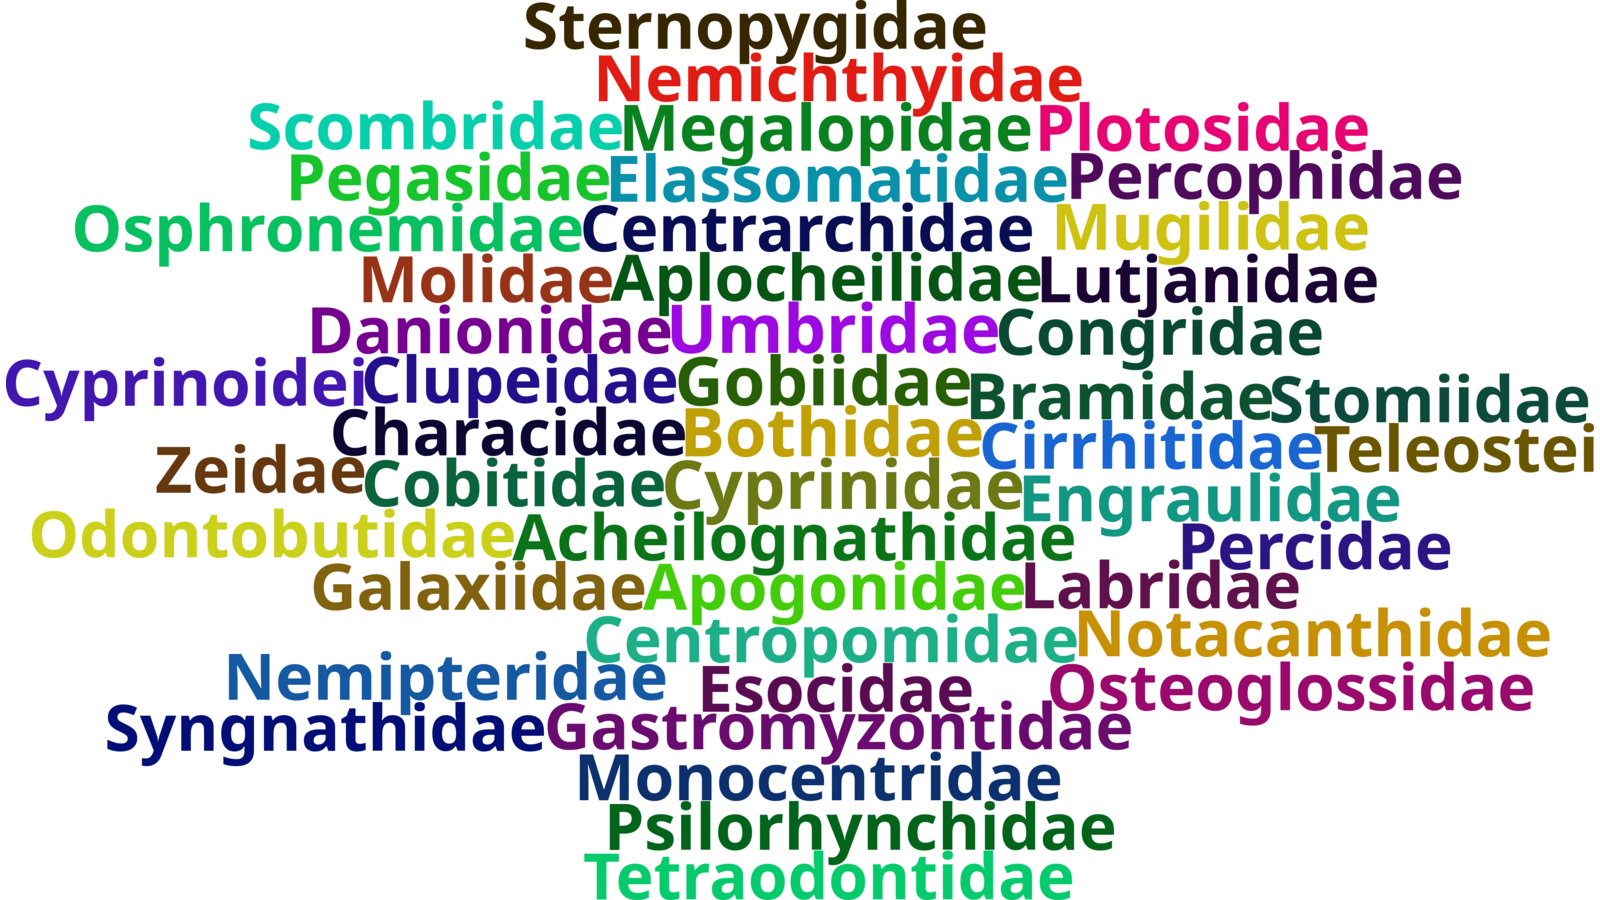 Sternopygidae
Nemichthyidae
Scombridae Megalopidae Plotosidae
Pegasidae Elassomatidae Percophidae
Osphronemidae Centrarchidae Mugilidae
Molidae Aplocheilidae Lutjanidae
Danionidae Umbridae Congridae
Cyprinoidei Clupeidae Gobiidae Bramidae Stomiidae
Characidae Bothidae Cirrhitidae Teleostei
Zeidae Cobitidae Cyprinidae Engraulidae
Odontobutidae Acheilognathidae Percidae
Galaxiidae Apogonidae Labridae
Centropomidae Notacanthidae
Nemipteridae Esocidae Osteoglossidae
Syngnathidae Gastromyzontidae
Monocentridae
Psilorhynchidae
Tetraodontidae